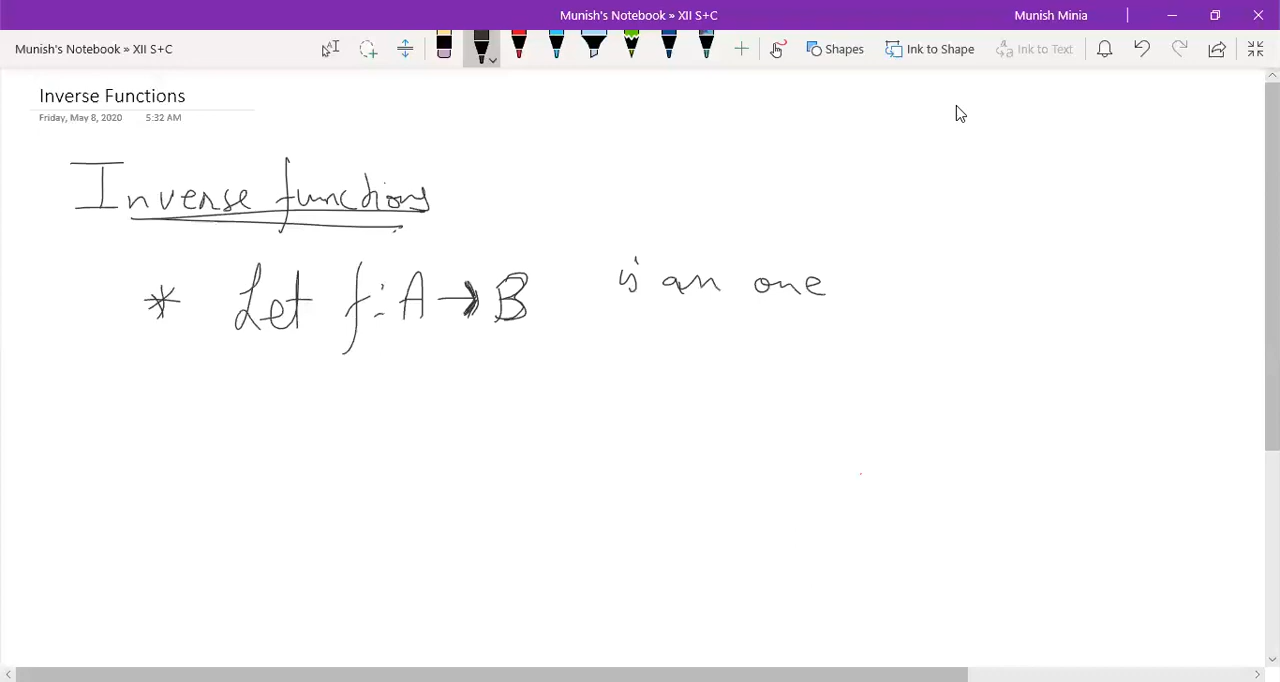 Munish's Notebook » XII S+C
Munish Minia
Munish's Notebook » XII S+C
Shapes
Ink to Shape
Ink to Text
Inverse Functions
Friday, May 8, 2020 5:32 AM
Inverse functions
* Let f: A → B is an one